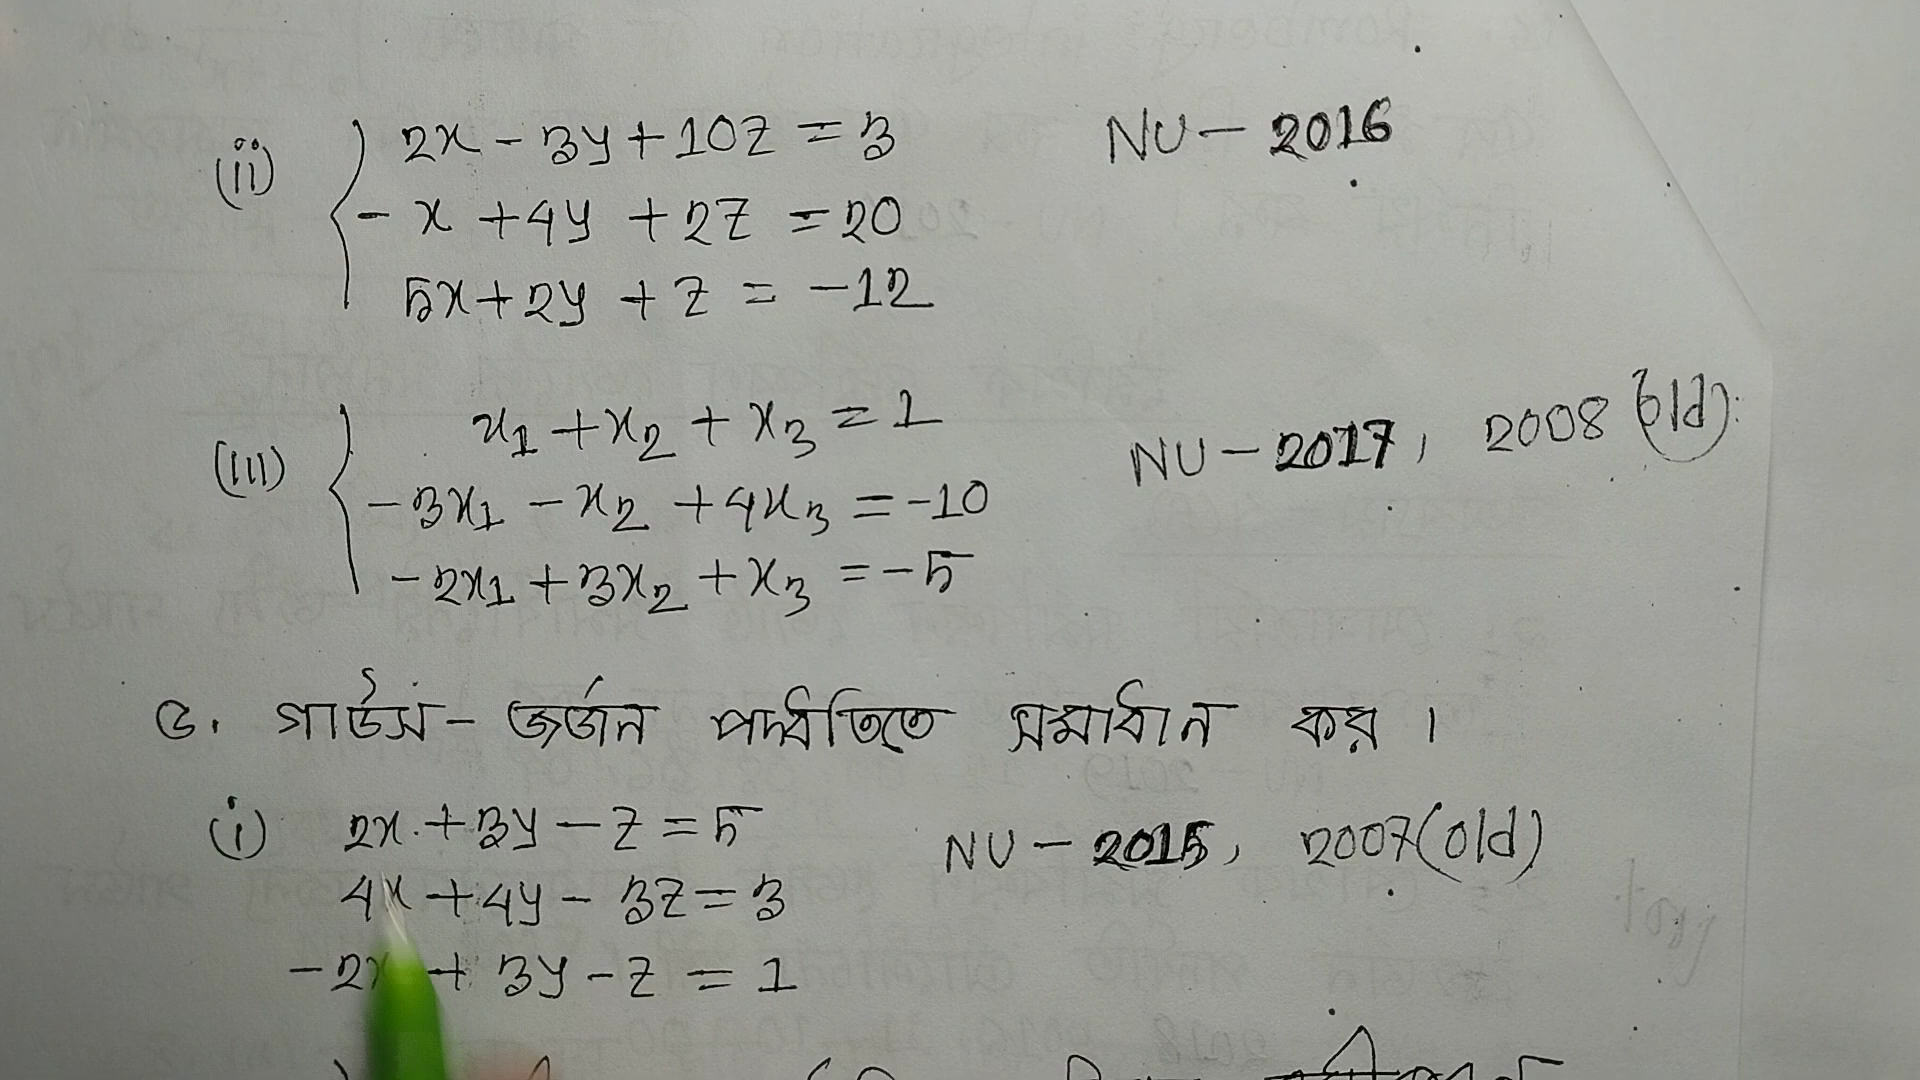 (ii) 2x - 3y + 10z = 3 NU - 2016
- x + 4y + 2z = 20
5x + 2y + z = -12
(iii) x₁ + x₂ + x₃ = 1 NU - 2017, 2008 (old)
-3x₁ - x₂ + 4x₃ = -10
-2x₁ + 3x₂ + x₃ = -5
৫. গাউস - জর্ডান পদ্ধতিতে সমাধান কর ।
(i) 2x + 3y - z = 5 NU - 2015, 2007 (old)
4x + 4y - 3z = 3
-2x + 3y - z = 1